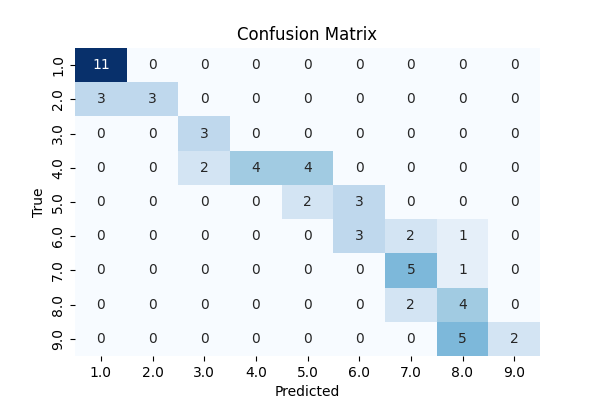 Confusion Matrix
1.0 11 0 0 0 0 0 0 0 0
2.0 3 3 0 0 0 0 0 0 0
3.0 0 0 3 0 0 0 0 0 0
4.0 0 0 2 4 4 0 0 0 0
5.0 0 0 0 0 2 3 0 0 0
6.0 0 0 0 0 0 3 2 1 0
7.0 0 0 0 0 0 0 5 1 0
8.0 0 0 0 0 0 0 2 4 0
9.0 0 0 0 0 0 0 0 5 2
True
1.0 2.0 3.0 4.0 5.0 6.0 7.0 8.0 9.0
Predicted